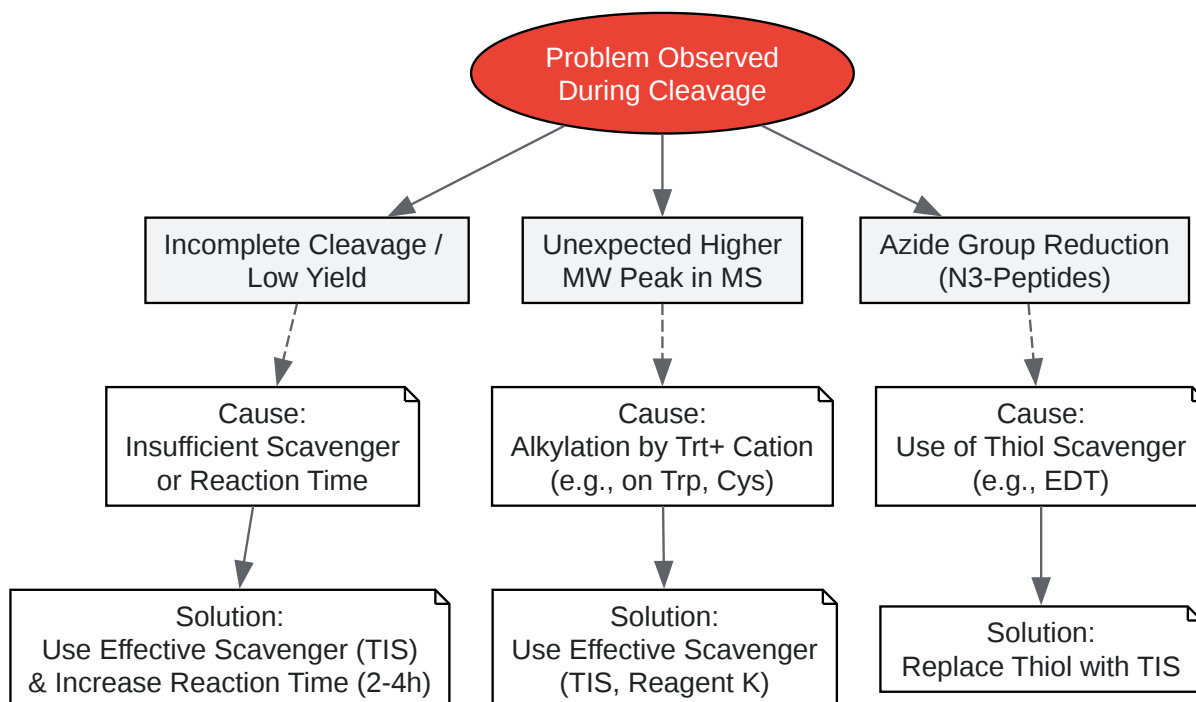 Problem Observed
During Cleavage
Incomplete Cleavage /
Low Yield
Unexpected Higher
MW Peak in MS
Azide Group Reduction
(N3-Peptides)
Cause:
Insufficient Scavenger
or Reaction Time
Cause:
Alkylation by Trt+ Cation
(e.g., on Trp, Cys)
Cause:
Use of Thiol Scavenger
(e.g., EDT)
Solution:
Use Effective Scavenger (TIS)
& Increase Reaction Time (2-4h)
Solution:
Use Effective Scavenger
(TIS, Reagent K)
Solution:
Replace Thiol with TIS